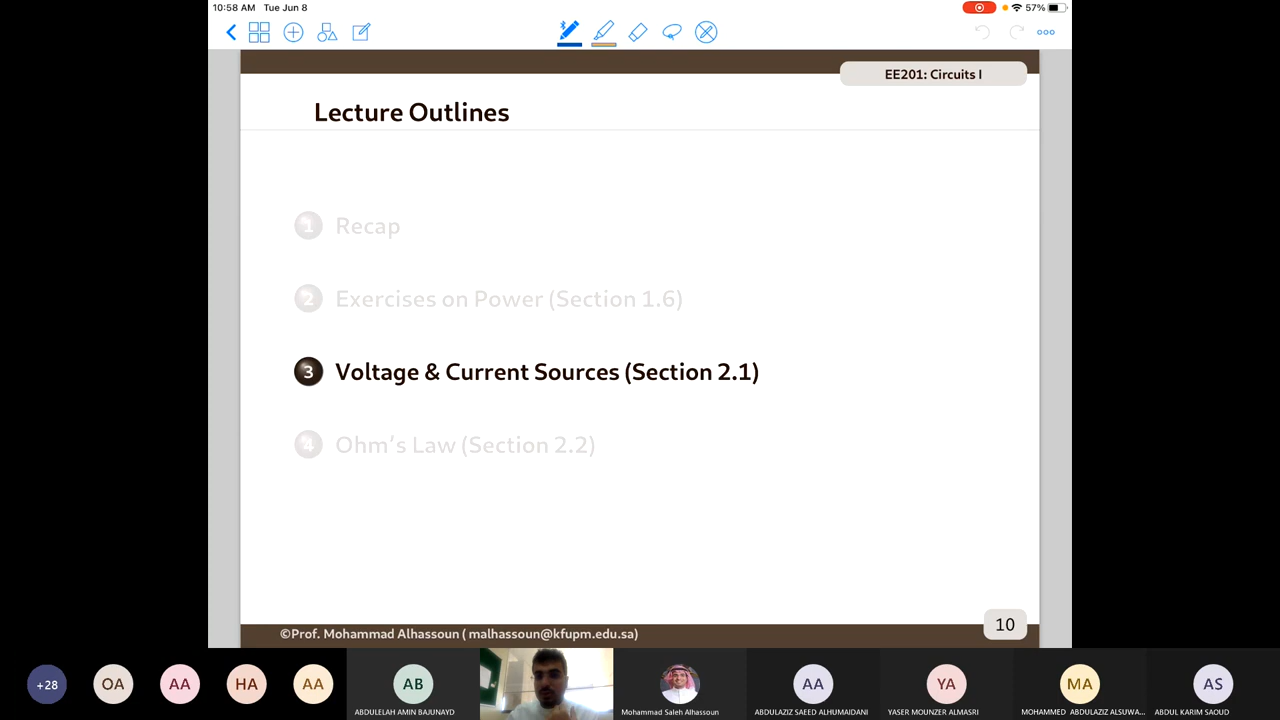 10:58 AM Tue Jun 8
57%
EE201: Circuits I
Lecture Outlines
1 Recap
2 Exercises on Power (Section 1.6)
3 Voltage & Current Sources (Section 2.1)
4 Ohm's Law (Section 2.2)
©Prof. Mohammad Alhassoun ( malhassoun@kfupm.edu.sa)
10
+28 OA AA HA AA AB AA YA MA AS
ABDULELAH AMIN BAJUNAYD Mohammad Saleh Alhassoun ABDULAZIZ SAEED ALHUMAIDANI YASER MOUNZER ALMASRI MOHAMMED ABDULAZIZ ALSUWA... ABDUL KARIM SAOUD